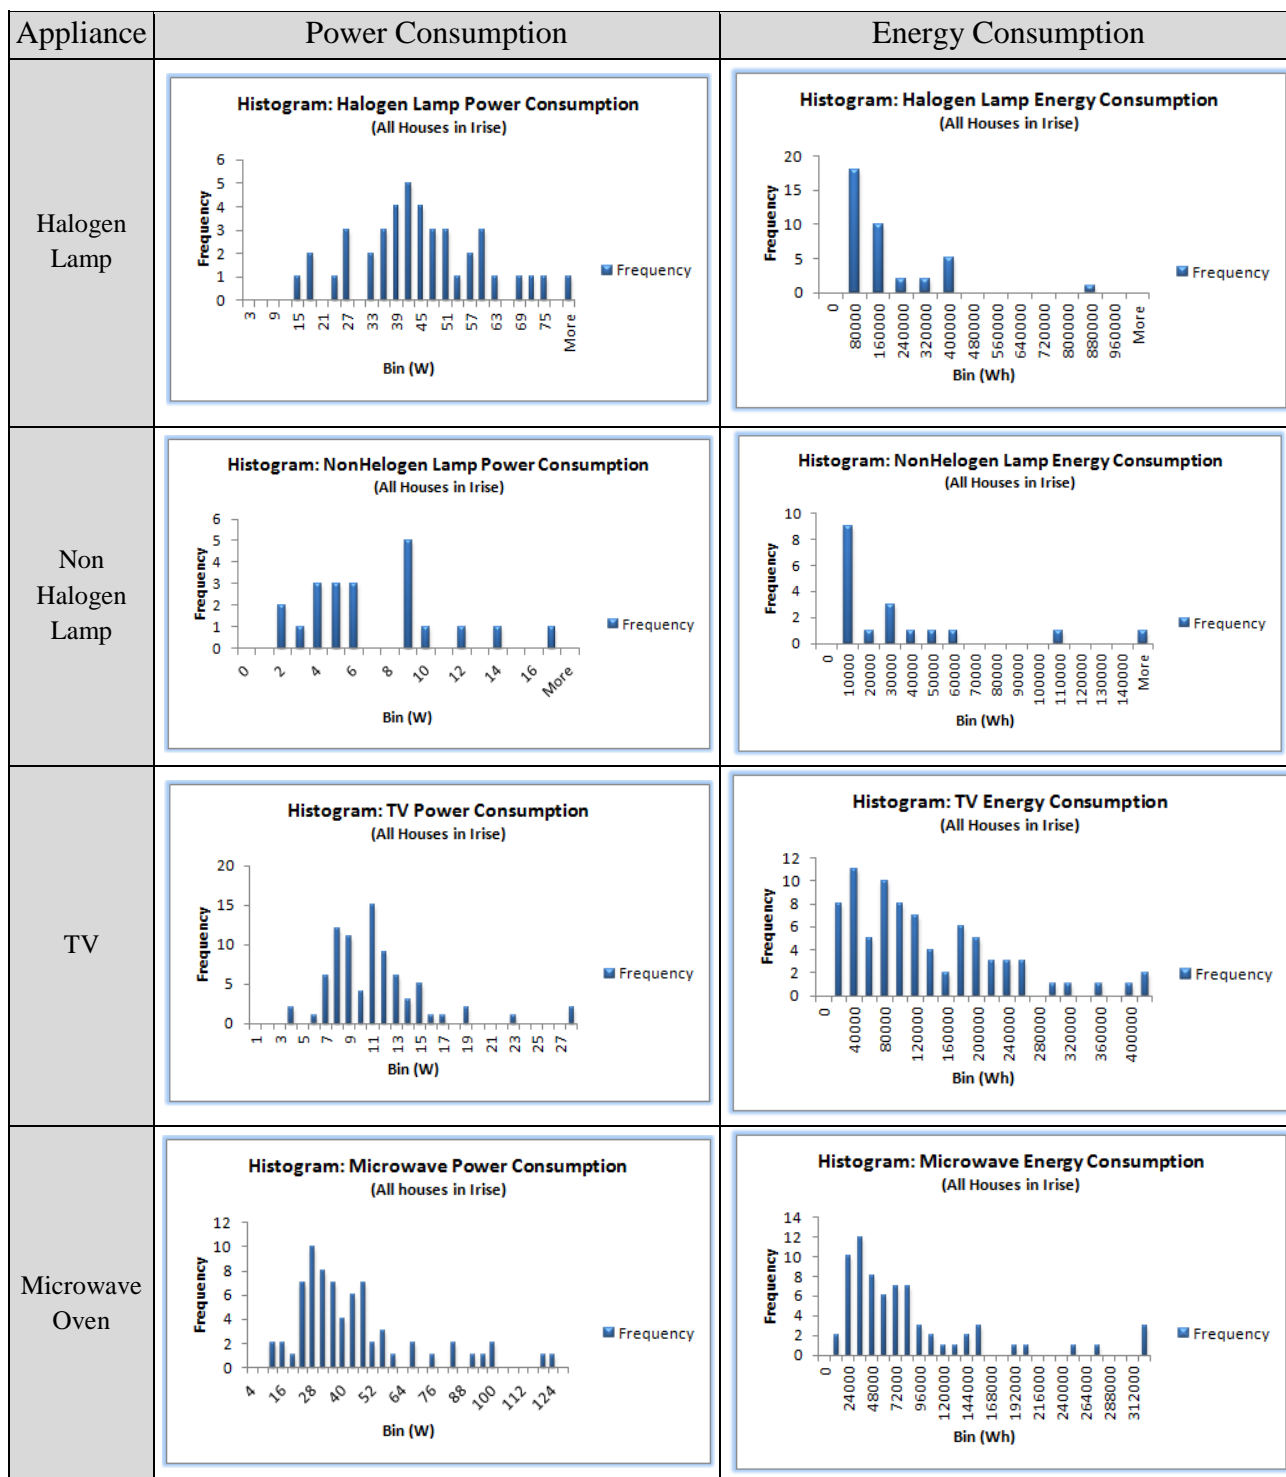 Appliance
Power Consumption
Energy Consumption
Halogen
Lamp
Histogram: Halogen Lamp Power Consumption
(All Houses in Irise)
Frequency
6
5
4
3
2
1
0
3
9
15
21
27
33
39
45
51
57
63
69
75
More
Bin (W)
Frequency
Histogram: Halogen Lamp Energy Consumption
(All Houses in Irise)
Frequency
20
15
10
5
0
0
80000
160000
240000
320000
400000
480000
560000
640000
720000
800000
880000
960000
More
Bin (Wh)
Frequency
Non
Halogen
Lamp
Histogram: NonHelogen Lamp Power Consumption
(All Houses in Irise)
Frequency
6
5
4
3
2
1
0
0
2
4
6
8
10
12
14
16
More
Bin (W)
Frequency
Histogram: NonHelogen Lamp Energy Consumption
(All Houses in Irise)
Frequency
10
8
6
4
2
0
0
10000
20000
30000
40000
50000
60000
70000
80000
90000
100000
110000
120000
130000
140000
More
Bin (Wh)
Frequency
TV
Histogram: TV Power Consumption
(All Houses in Irise)
Frequency
20
15
10
5
0
1
3
5
7
9
11
13
15
17
19
21
23
25
27
Bin (W)
Frequency
Histogram: TV Energy Consumption
(All Houses in Irise)
Frequency
12
10
8
6
4
2
0
0
40000
80000
120000
160000
200000
240000
280000
320000
360000
400000
Bin (Wh)
Frequency
Microwave
Oven
Histogram: Microwave Power Consumption
(All houses in Irise)
Frequency
12
10
8
6
4
2
0
4
16
28
40
52
64
76
88
100
112
124
Bin (W)
Frequency
Histogram: Microwave Energy Consumption
(All Houses in Irise)
Frequency
14
12
10
8
6
4
2
0
0
24000
48000
72000
96000
120000
144000
168000
192000
216000
240000
264000
288000
312000
Bin (Wh)
Frequency